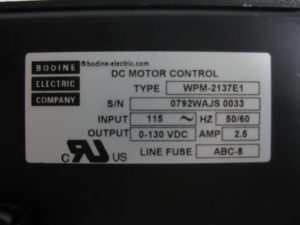 bodine-electric.com
BODINE
ELECTRIC
COMPANY
DC MOTOR CONTROL
TYPE WPM-2137E1
S/N 0792WAJS 0033
INPUT 115 ~ HZ 50/60
OUTPUT 0-130 VDC AMP 2.5
C RU US LINE FUSE ABC-8